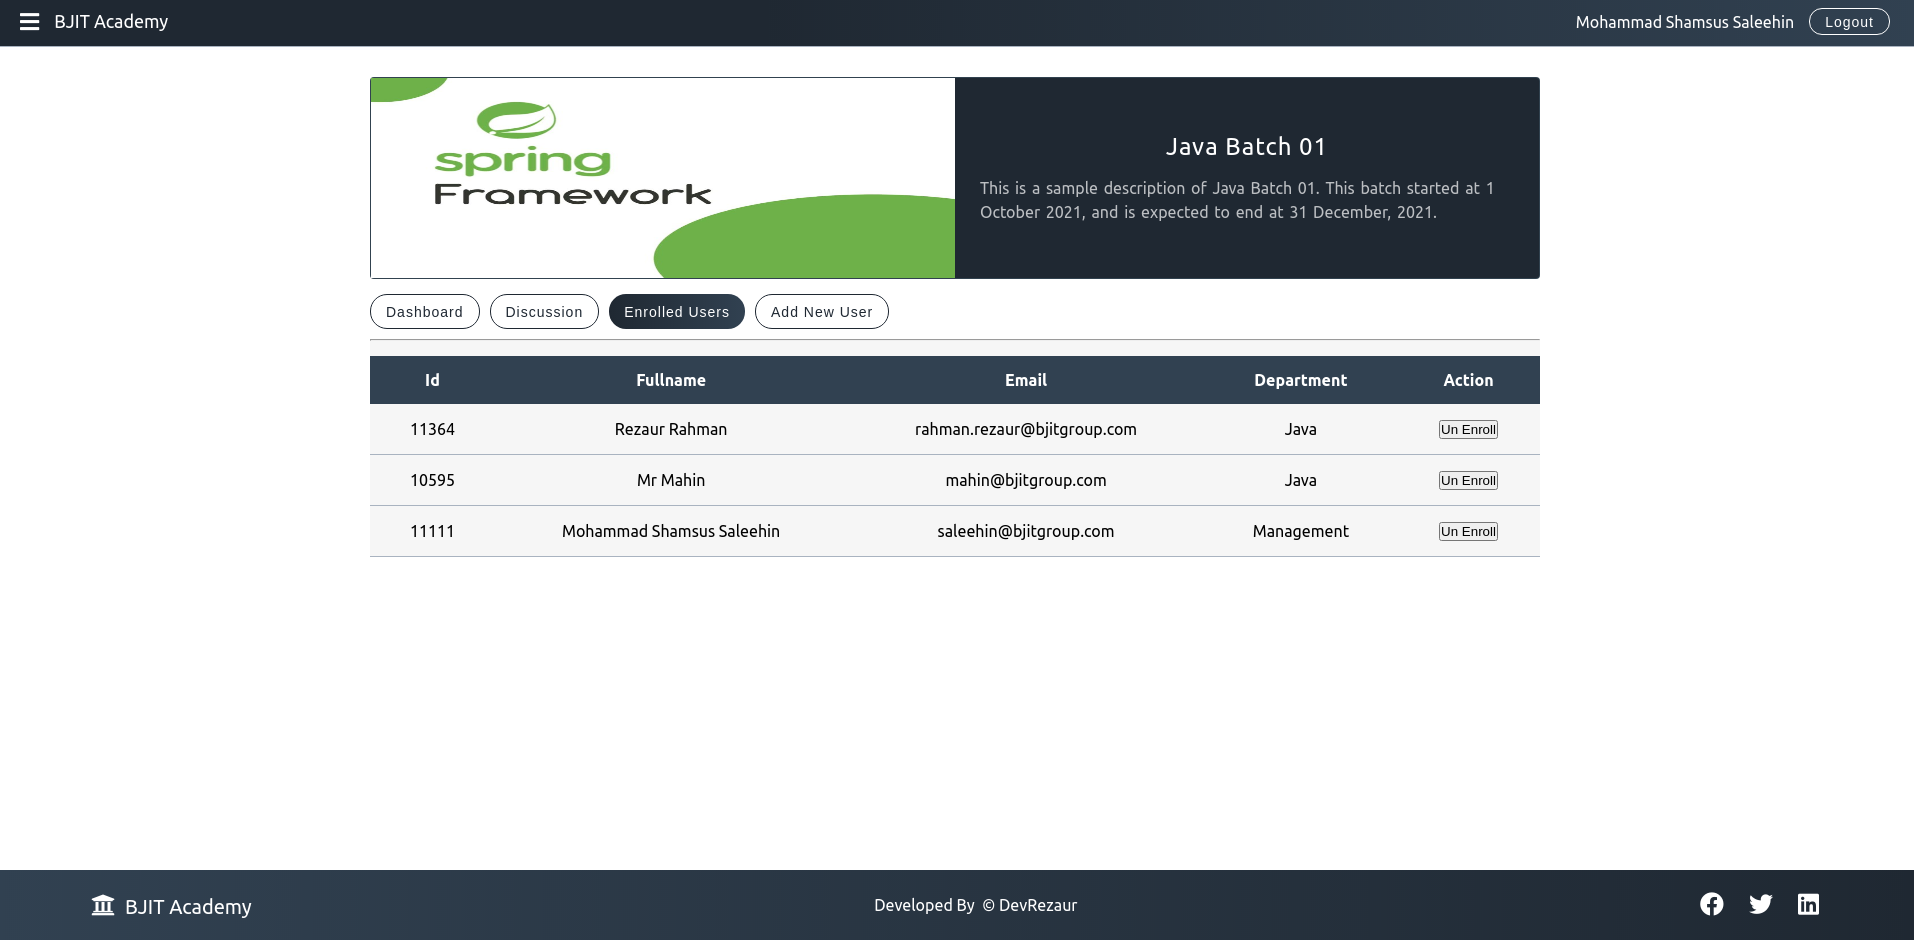 BJIT Academy
Mohammad Shamsus Saleehin Logout
spring
Framework
Java Batch 01
This is a sample description of Java Batch 01. This batch started at 1
October 2021, and is expected to end at 31 December, 2021.
Dashboard Discussion Enrolled Users Add New User
Id Fullname Email Department Action
11364 Rezaur Rahman rahman.rezaur@bjitgroup.com Java Un Enroll
10595 Mr Mahin mahin@bjitgroup.com Java Un Enroll
11111 Mohammad Shamsus Saleehin saleehin@bjitgroup.com Management Un Enroll
BJIT Academy
Developed By © DevRezaur